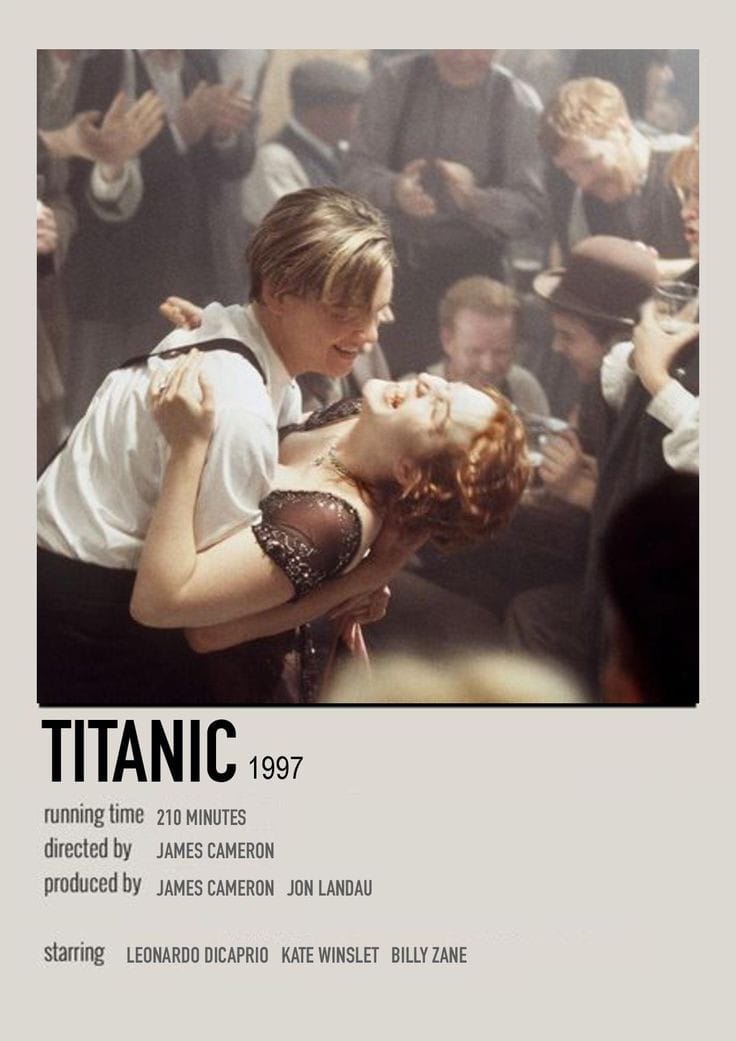 TITANIC 1997
running time 210 MINUTES
directed by JAMES CAMERON
produced by JAMES CAMERON JON LANDAU
starring LEONARDO DICAPRIO KATE WINSLET BILLY ZANE